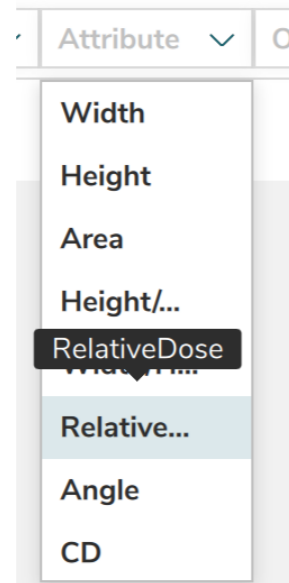 Attribute
Width
Height
Area
Height/...
RelativeDose
Relative...
Angle
CD